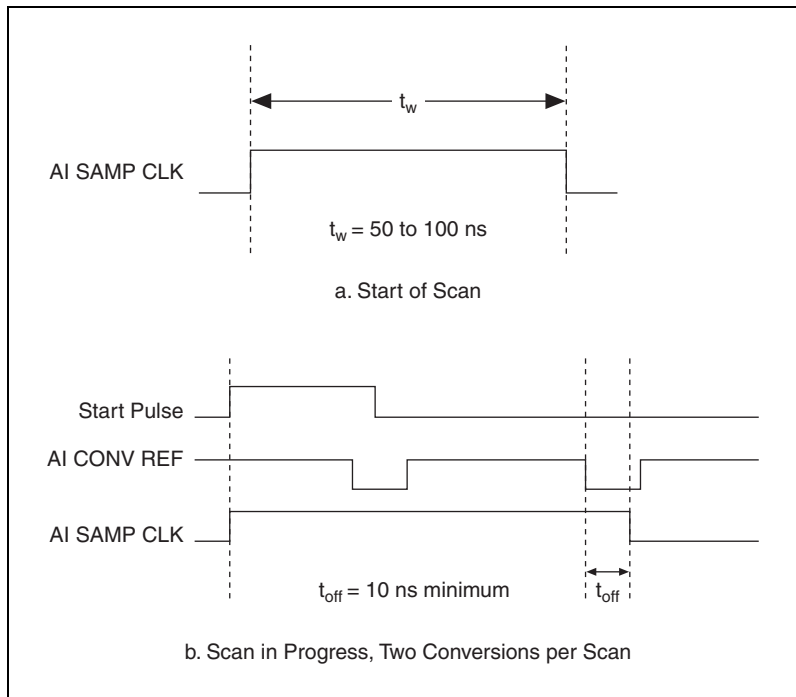 t_w
AI SAMP CLK
t_w = 50 to 100 ns
a. Start of Scan
Start Pulse
AI CONV REF
AI SAMP CLK
t_off = 10 ns minimum
t_off
b. Scan in Progress, Two Conversions per Scan